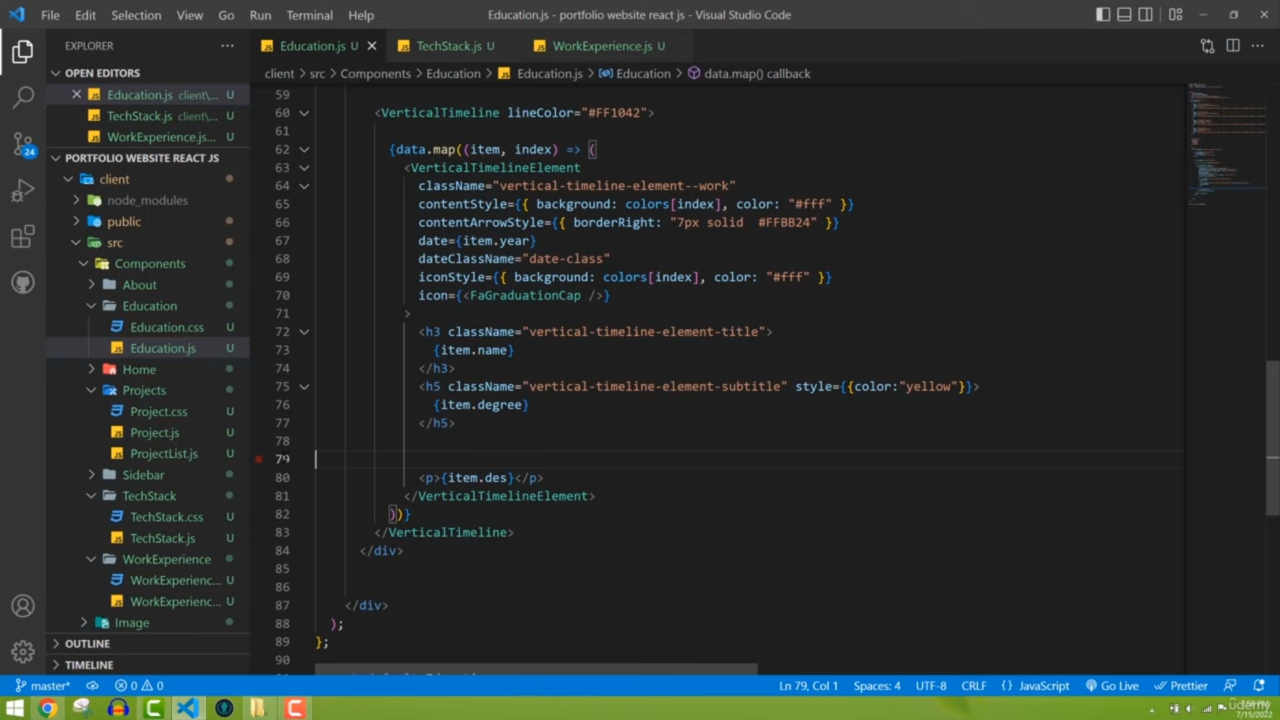 File Edit Selection View Go Run Terminal Help
Education.js - portfolio website react js - Visual Studio Code
EXPLORER
OPEN EDITORS
Education.js client\... U
TechStack.js client\... U
WorkExperience.js... U
PORTFOLIO WEBSITE REACT JS
client
node_modules
public
src
Components
About
Education
Education.css U
Education.js U
Home
Projects
Project.css U
Project.js U
ProjectList.js U
Sidebar
TechStack
TechStack.css U
TechStack.js U
WorkExperience
WorkExperienc... U
WorkExperienc... U
Image
OUTLINE
TIMELINE
24
Education.js U
TechStack.js U
WorkExperience.js U
client > src > Components > Education > Education.js > Education > data.map() callback
59
60 <VerticalTimeline lineColor="#FF1042">
61
62 {data.map((item, index) => (
63 <VerticalTimelineElement
64 className="vertical-timeline-element--work"
65 contentStyle={{ background: colors[index], color: "#fff" }}
66 contentArrowStyle={{ borderRight: "7px solid #FFBB24" }}
67 date={item.year}
68 dateClassName="date-class"
69 iconStyle={{ background: colors[index], color: "#fff" }}
70 icon={<FaGraduationCap />}
71 >
72 <h3 className="vertical-timeline-element-title">
73 {item.name}
74 </h3>
75 <h5 className="vertical-timeline-element-subtitle" style={{color:"yellow"}}>
76 {item.degree}
77 </h5>
78
79
80 <p>{item.des}</p>
81 </VerticalTimelineElement>
82 ))}
83 </VerticalTimeline>
84 </div>
85
86
87 </div>
88 );
89 };
90
master* 0 0
Ln 79, Col 1 Spaces: 4 UTF-8 CRLF {} JavaScript Go Live Prettier
udemy
7/15/2022